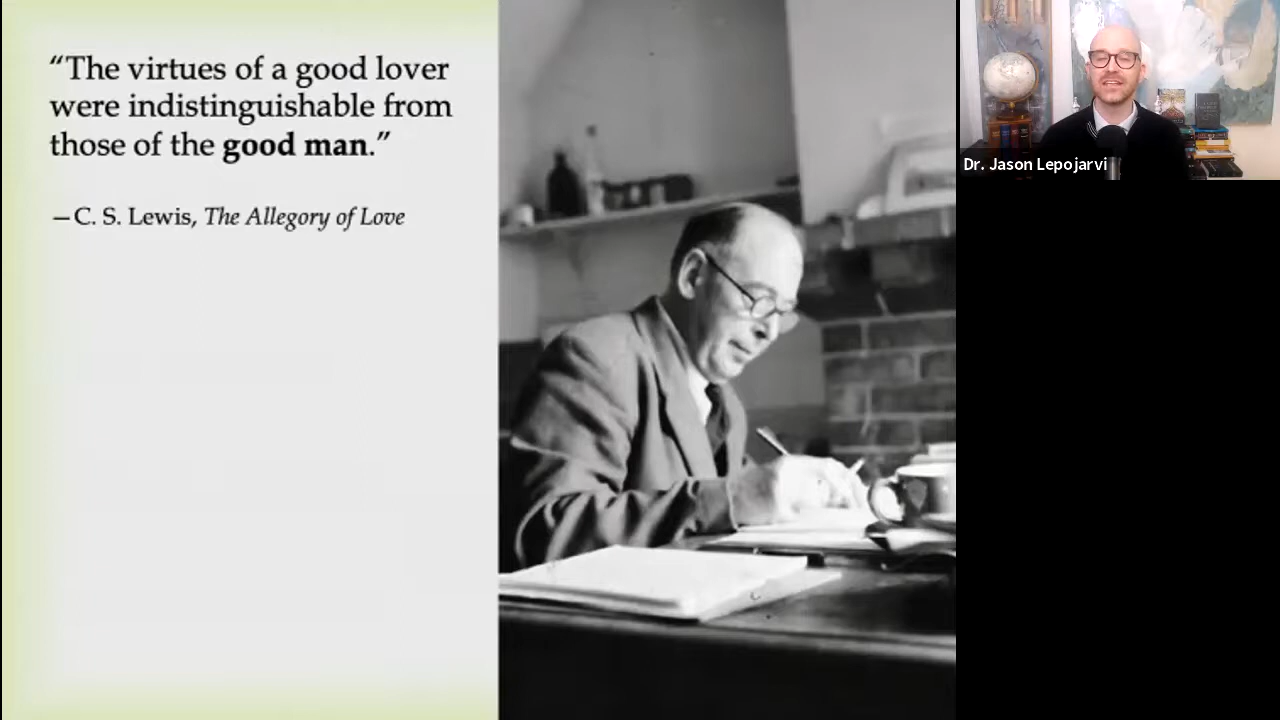 “The virtues of a good lover
were indistinguishable from
those of the good man.”
—C. S. Lewis, The Allegory of Love
Dr. Jason Lepojarvi